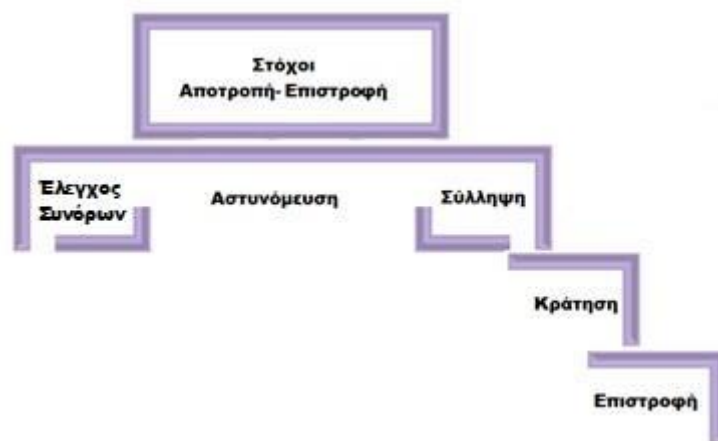 Στόχοι
Αποτροπή- Επιστροφή
Έλεγχος
Συνόρων
Αστυνόμευση
Σύλληψη
Κράτηση
Επιστροφή